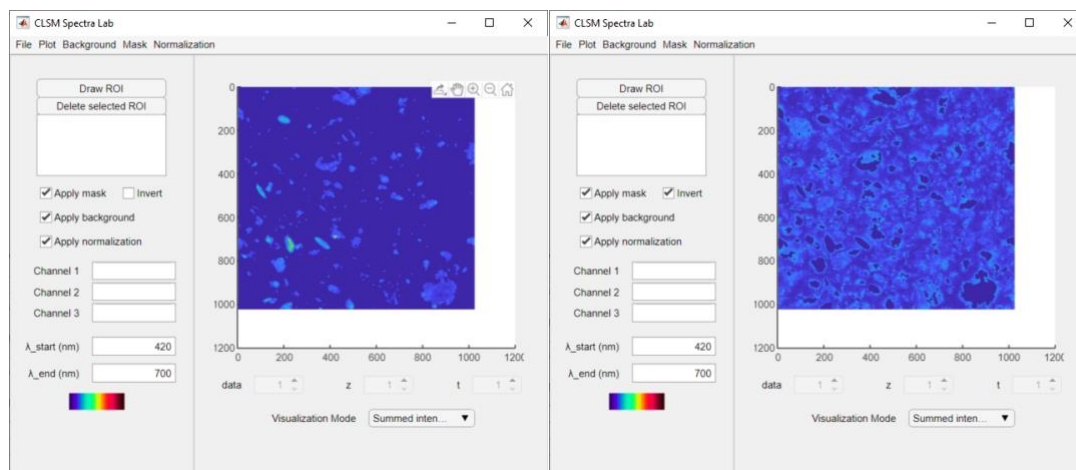 CLSM Spectra Lab
File Plot Background Mask Normalization
Draw ROI
Delete selected ROI
Apply mask Invert
Apply background
Apply normalization
Channel 1
Channel 2
Channel 3
λ_start (nm) 420
λ_end (nm) 700
0
200
400
600
800
1000
1200
0 200 400 600 800 1000 1200
data 1 z 1 t 1
Visualization Mode Summed inten...
CLSM Spectra Lab
File Plot Background Mask Normalization
Draw ROI
Delete selected ROI
Apply mask Invert
Apply background
Apply normalization
Channel 1
Channel 2
Channel 3
λ_start (nm) 420
λ_end (nm) 700
0
200
400
600
800
1000
1200
0 200 400 600 800 1000 1200
data 1 z 1 t 1
Visualization Mode Summed inten...